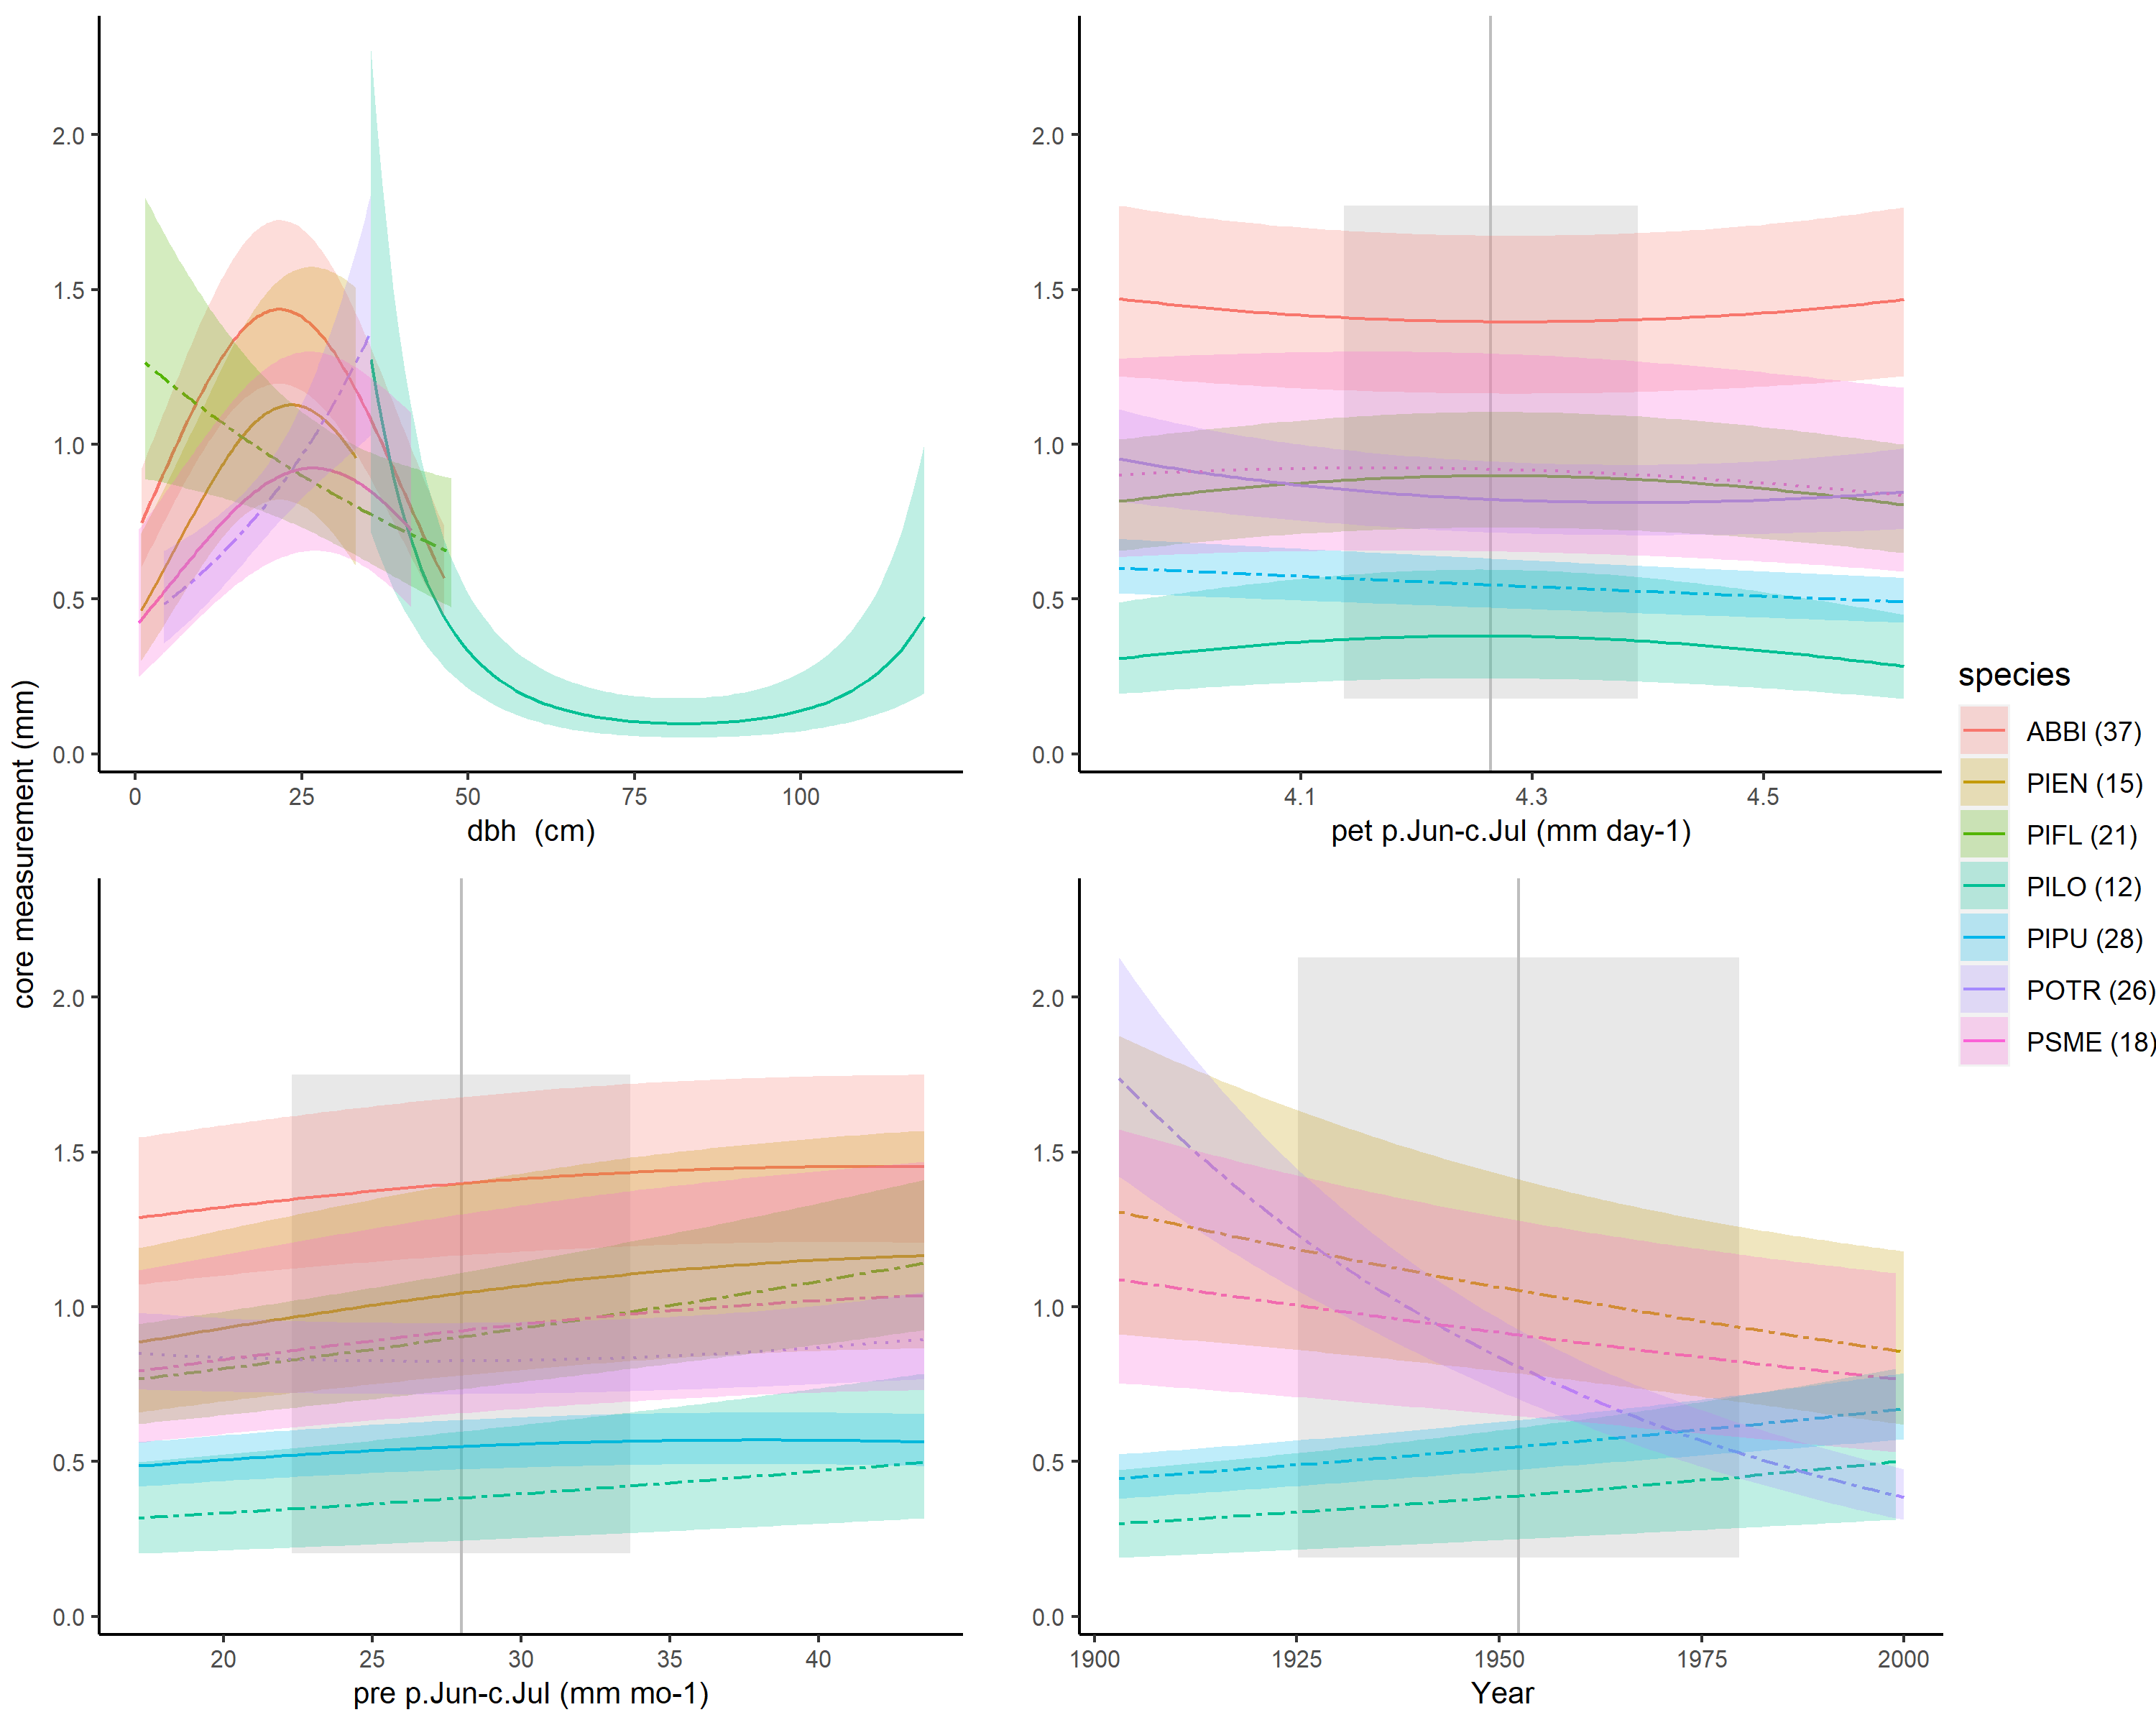 core measurement (mm)
2.0
1.5
1.0
0.5
0.0
0 25 50 75 100
dbh  (cm)
2.0
1.5
1.0
0.5
0.0
4.1 4.3 4.5
pet p.Jun-c.Jul (mm day-1)
2.0
1.5
1.0
0.5
0.0
20 25 30 35 40
pre p.Jun-c.Jul (mm mo-1)
2.0
1.5
1.0
0.5
0.0
1900 1925 1950 1975 2000
Year
species
ABBI (37)
PIEN (15)
PIFL (21)
PILO (12)
PIPU (28)
POTR (26)
PSME (18)